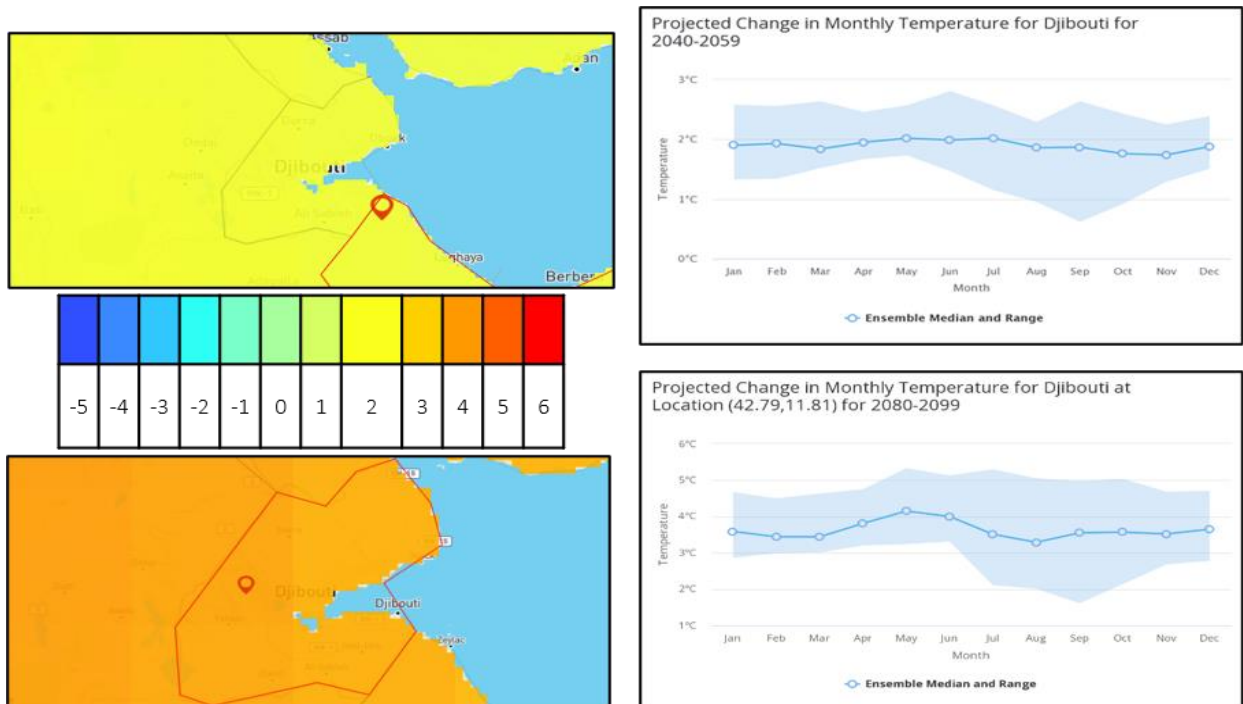 Assab
an
Djibouti
ghaya
Berber
-5 -4 -3 -2 -1 0 1 2 3 4 5 6
Djibouti
Djibouti
Zeylac
Projected Change in Monthly Temperature for Djibouti for
2040-2059
3°C
2°C
1°C
0°C
Temperature
Jan Feb Mar Apr May Jun Jul Aug Sep Oct Nov Dec
Month
Ensemble Median and Range
Projected Change in Monthly Temperature for Djibouti at
Location (42.79,11.81) for 2080-2099
6°C
5°C
4°C
3°C
2°C
1°C
Temperature
Jan Feb Mar Apr May Jun Jul Aug Sep Oct Nov Dec
Month
Ensemble Median and Range